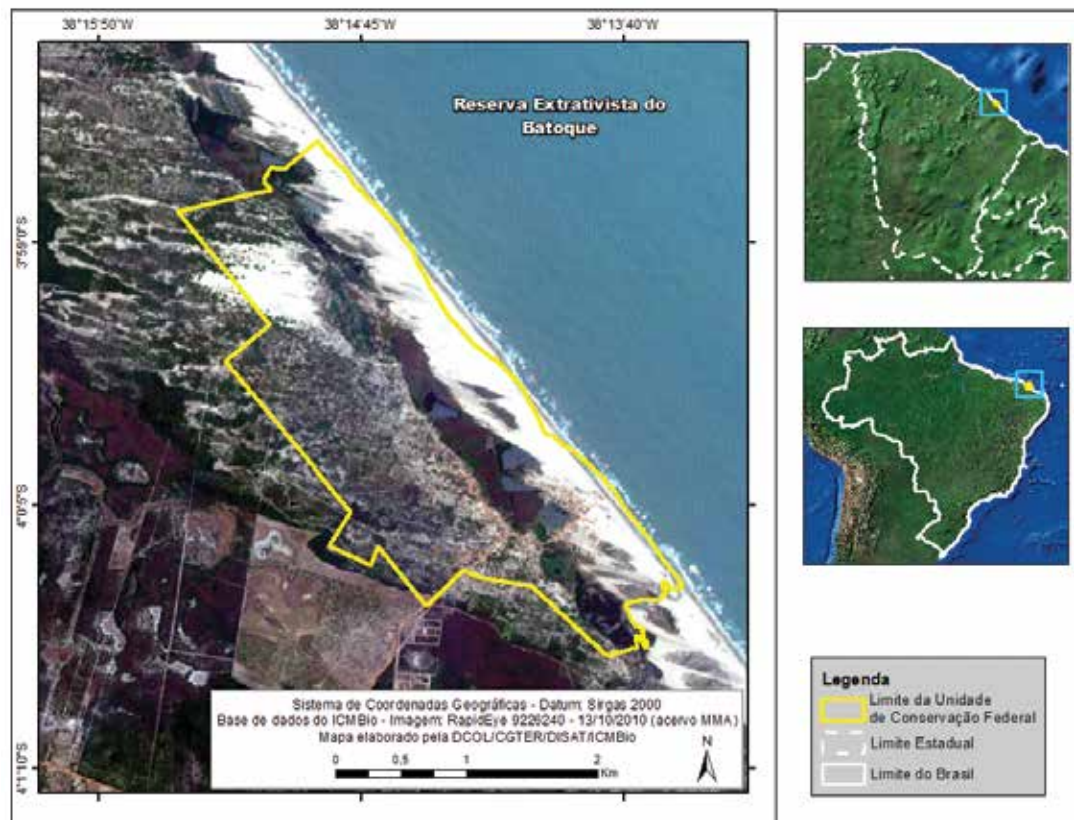 38°15'50"W
38°14'45"W
38°13'40"W
Reserva Extrativista do
Batoque
3°59'0"S
4°0'5"S
4°1'10"S
Sistema de Coordenadas Geográficas - Datum: Sirgas 2000
Base de dados do ICMBio - Imagem: RapidEye 9226240 - 13/10/2010 (acervo MMA)
Mapa elaborado pela DCOL/CGTER/DISAT/ICMBio
0 0,5 1 2
Km
N
Legenda
Limite da Unidade
de Conservação Federal
Limite Estadual
Limite do Brasil